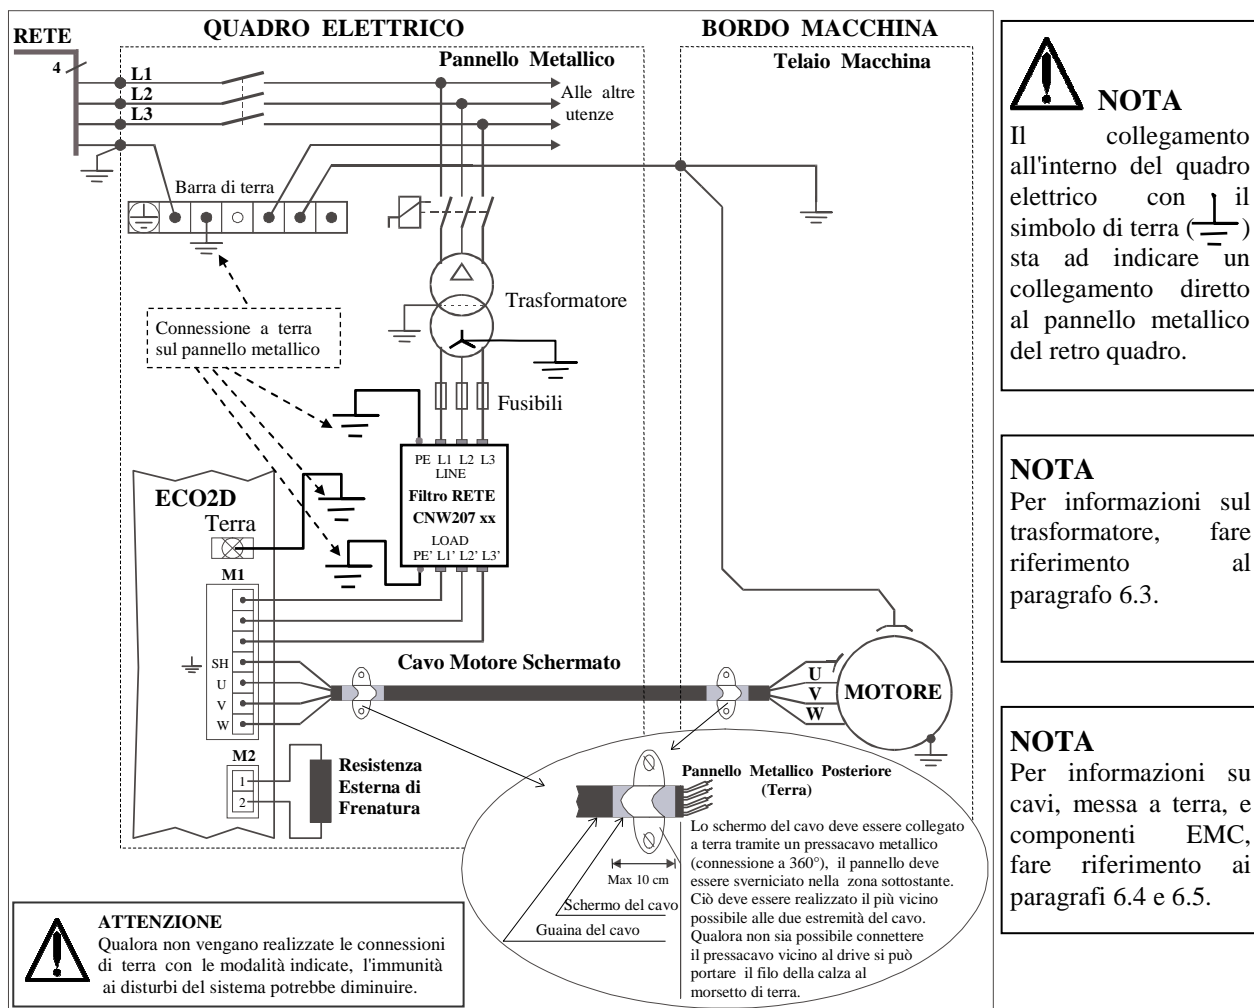 RETE
QUADRO ELETTRICO
BORDO MACCHINA
4
L1
L2
L3
Pannello Metallico
Telaio Macchina
Alle altre
utenze
Barra di terra
Trasformatore
Connessione a terra
sul pannello metallico
Fusibili
PE L1 L2 L3
LINE
Filtro RETE
CNW207 xx
LOAD
PE' L1' L2' L3'
ECO2D
Terra
M1
SH
U
V
W
Cavo Motore Schermato
U
V
W
MOTORE
M2
1
2
Resistenza
Esterna di
Frenatura
Pannello Metallico Posteriore
(Terra)
Lo schermo del cavo deve essere collegato
a terra tramite un pressacavo metallico
(connessione a 360°), il pannello deve
essere sverniciato nella zona sottostante.
Ciò deve essere realizzato il più vicino
possibile alle due estremità del cavo.
Qualora non sia possibile connettere
il pressacavo vicino al drive si può
portare il filo della calza al
morsetto di terra.
Max 10 cm
Schermo del cavo
Guaina del cavo
ATTENZIONE
Qualora non vengano realizzate le connessioni
di terra con le modalità indicate, l'immunità
ai disturbi del sistema potrebbe diminuire.
NOTA
Il collegamento
all'interno del quadro
elettrico con il
simbolo di terra ( )
sta ad indicare un
collegamento diretto
al pannello metallico
del retro quadro.
NOTA
Per informazioni sul
trasformatore, fare
riferimento al
paragrafo 6.3.
NOTA
Per informazioni su
cavi, messa a terra, e
componenti EMC,
fare riferimento ai
paragrafi 6.4 e 6.5.